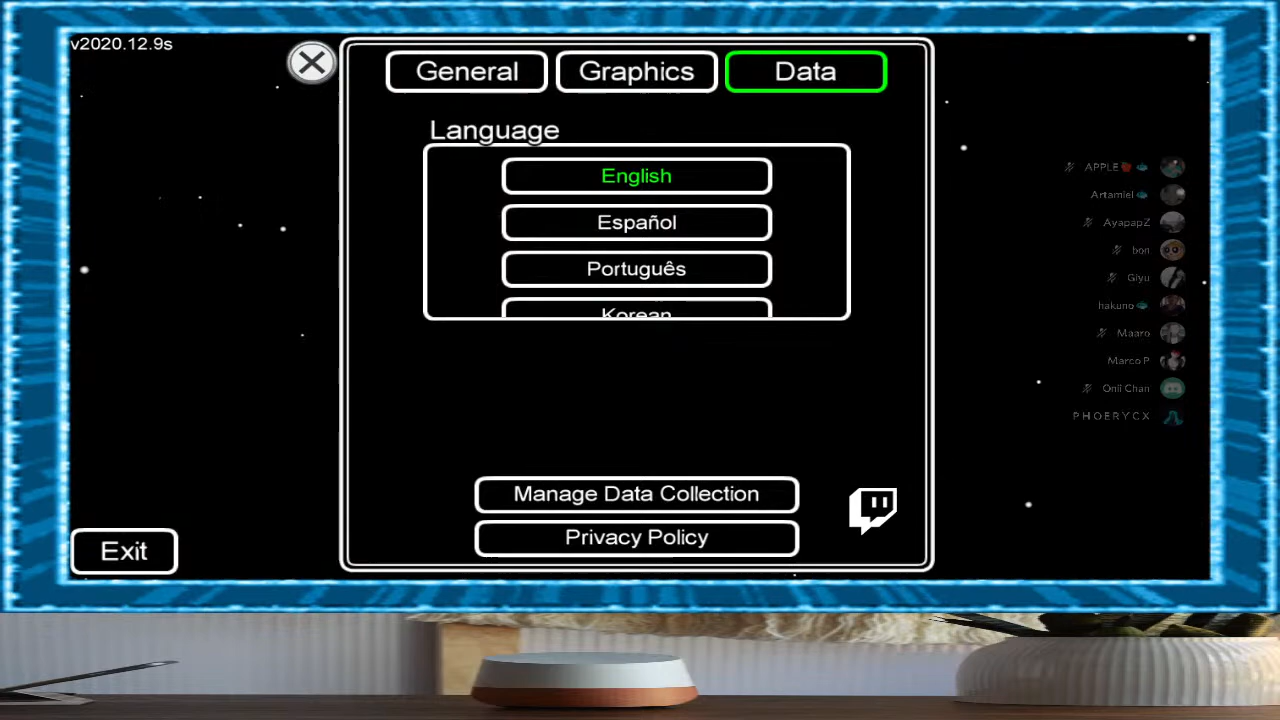 v2020.12.9s
General
Graphics
Data
Language
English
Español
Português
Korean
Manage Data Collection
Privacy Policy
Exit
APPLE
Artamiel
AyapapZ
bon
Giyu
hakuno
Maaro
Marco P
Onii Chan
PHOERYCX